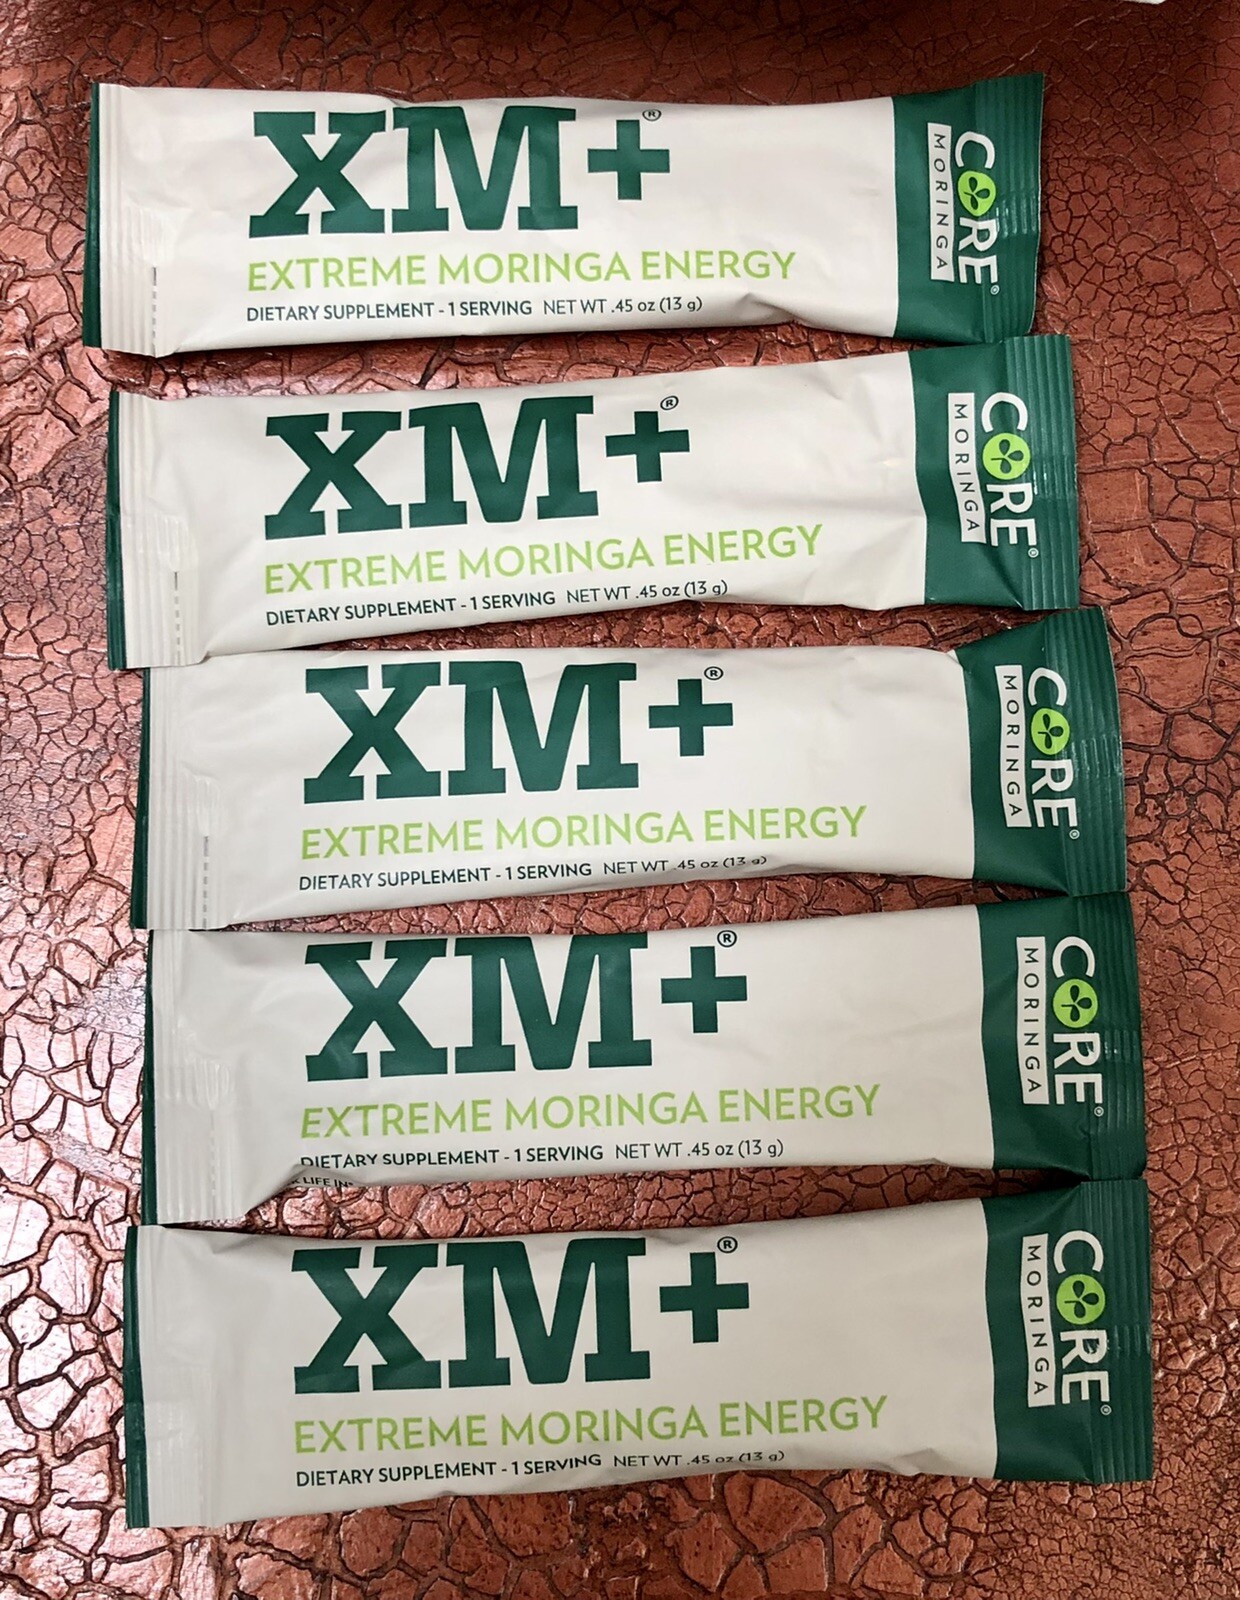 XM+®
EXTREME MORINGA ENERGY
DIETARY SUPPLEMENT - 1 SERVING NET WT .45 oz (13 g)
CORE®
MORINGA
XM+®
EXTREME MORINGA ENERGY
DIETARY SUPPLEMENT - 1 SERVING NET WT .45 oz (13 g)
CORE®
MORINGA
XM+®
EXTREME MORINGA ENERGY
DIETARY SUPPLEMENT - 1 SERVING NET WT .45 oz (13 g)
CORE®
MORINGA
XM+®
EXTREME MORINGA ENERGY
DIETARY SUPPLEMENT - 1 SERVING NET WT .45 oz (13 g)
LIFE
CORE®
MORINGA
XM+®
EXTREME MORINGA ENERGY
DIETARY SUPPLEMENT - 1 SERVING NET WT .45 oz (13 g)
CORE®
MORINGA